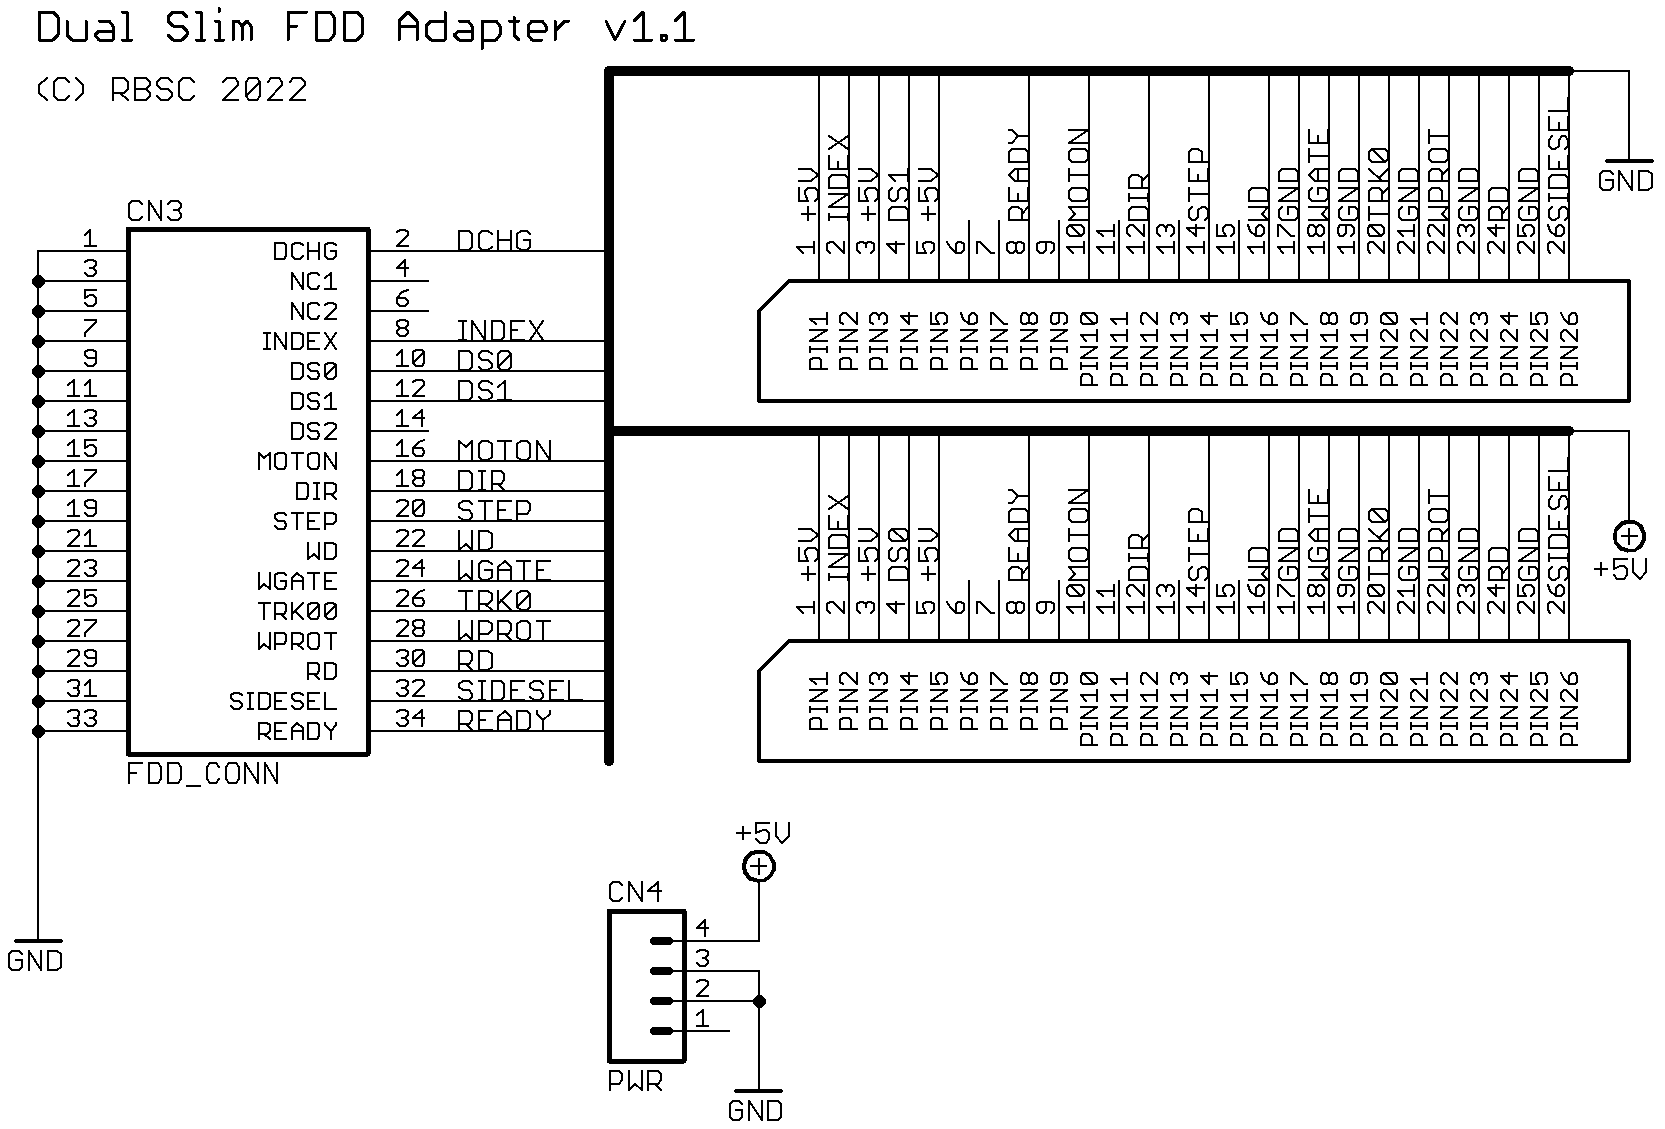 Dual Slim FDD Adapter v1.1
(C) RBSC 2022
CN3
1 DCHG 2 DCHG
3 NC1 4
5 NC2 6
7 INDEX 8 INDEX
9 DS0 10 DS0
11 DS1 12 DS1
13 DS2 14
15 MOTON 16 MOTON
17 DIR 18 DIR
19 STEP 20 STEP
21 WD 22 WD
23 WGATE 24 WGATE
25 TRK00 26 TRK0
27 WPROT 28 WPROT
29 RD 30 RD
31 SIDESEL 32 SIDESEL
33 READY 34 READY
FDD_CONN
GND
1 +5V
2 INDEX
3 +5V
4 DS1
5 +5V
6
7
8 READY
9
10MOTON
11
12DIR
13
14STEP
15
16WD
17GND
18WGATE
19GND
20TRK0
21GND
22WPROT
23GND
24RD
25GND
26SIDESEL
GND
PIN1
PIN2
PIN3
PIN4
PIN5
PIN6
PIN7
PIN8
PIN9
PIN10
PIN11
PIN12
PIN13
PIN14
PIN15
PIN16
PIN17
PIN18
PIN19
PIN20
PIN21
PIN22
PIN23
PIN24
PIN25
PIN26
1 +5V
2 INDEX
3 +5V
4 DS0
5 +5V
6
7
8 READY
9
10MOTON
11
12DIR
13
14STEP
15
16WD
17GND
18WGATE
19GND
20TRK0
21GND
22WPROT
23GND
24RD
25GND
26SIDESEL
+5V
PIN1
PIN2
PIN3
PIN4
PIN5
PIN6
PIN7
PIN8
PIN9
PIN10
PIN11
PIN12
PIN13
PIN14
PIN15
PIN16
PIN17
PIN18
PIN19
PIN20
PIN21
PIN22
PIN23
PIN24
PIN25
PIN26
+5V
CN4
4
3
2
1
PWR
GND